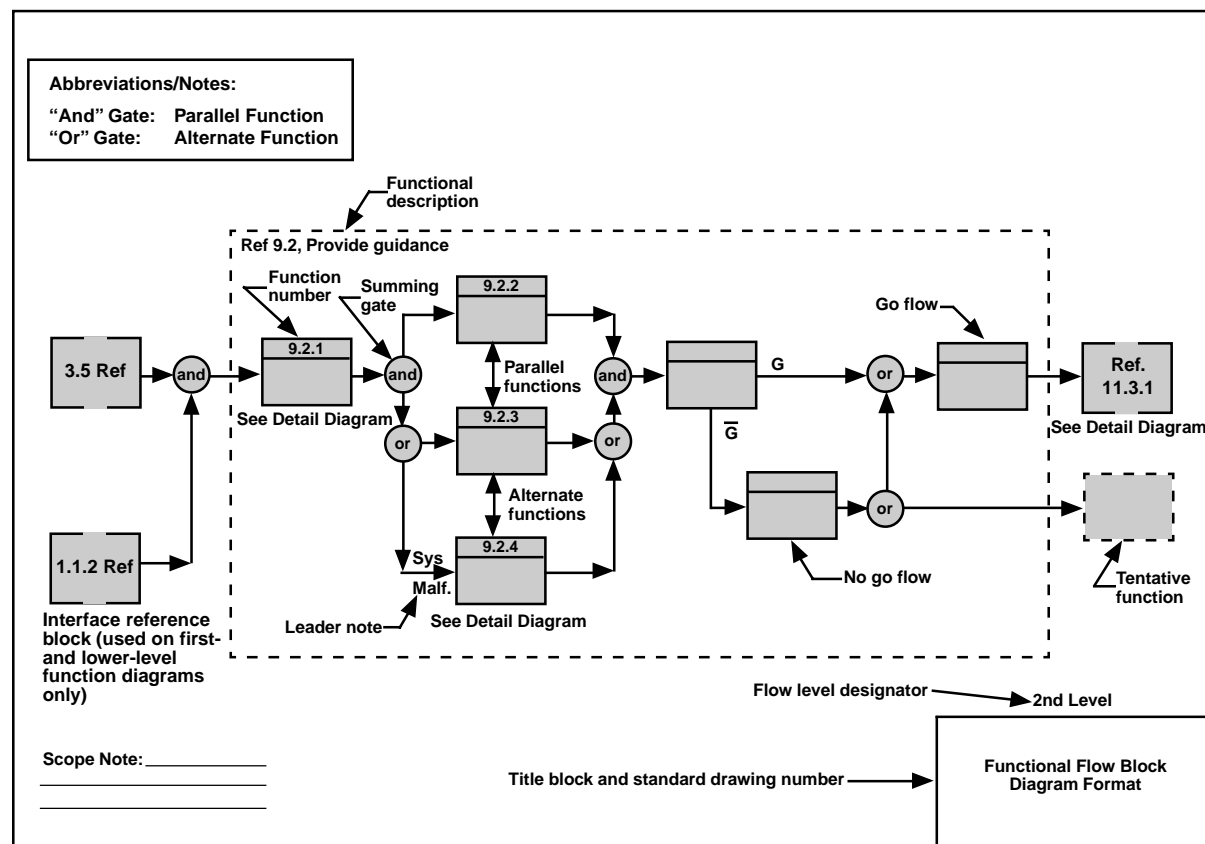 Abbreviations/Notes:
“And” Gate: Parallel Function
“Or” Gate: Alternate Function
Functional
description
Ref 9.2, Provide guidance
Function
number
Summing
gate
9.2.2
Go flow
9.2.1
3.5 Ref
and
and
Parallel
functions
and
G
or
Ref.
11.3.1
See Detail Diagram
See Detail Diagram
or
9.2.3
or
G̅
Alternate
functions
or
1.1.2 Ref
Sys
Malf.
9.2.4
No go flow
Tentative
function
Leader note
See Detail Diagram
Interface reference
block (used on first-
and lower-level
function diagrams
only)
Flow level designator
2nd Level
Scope Note:
Title block and standard drawing number
Functional Flow Block
Diagram Format